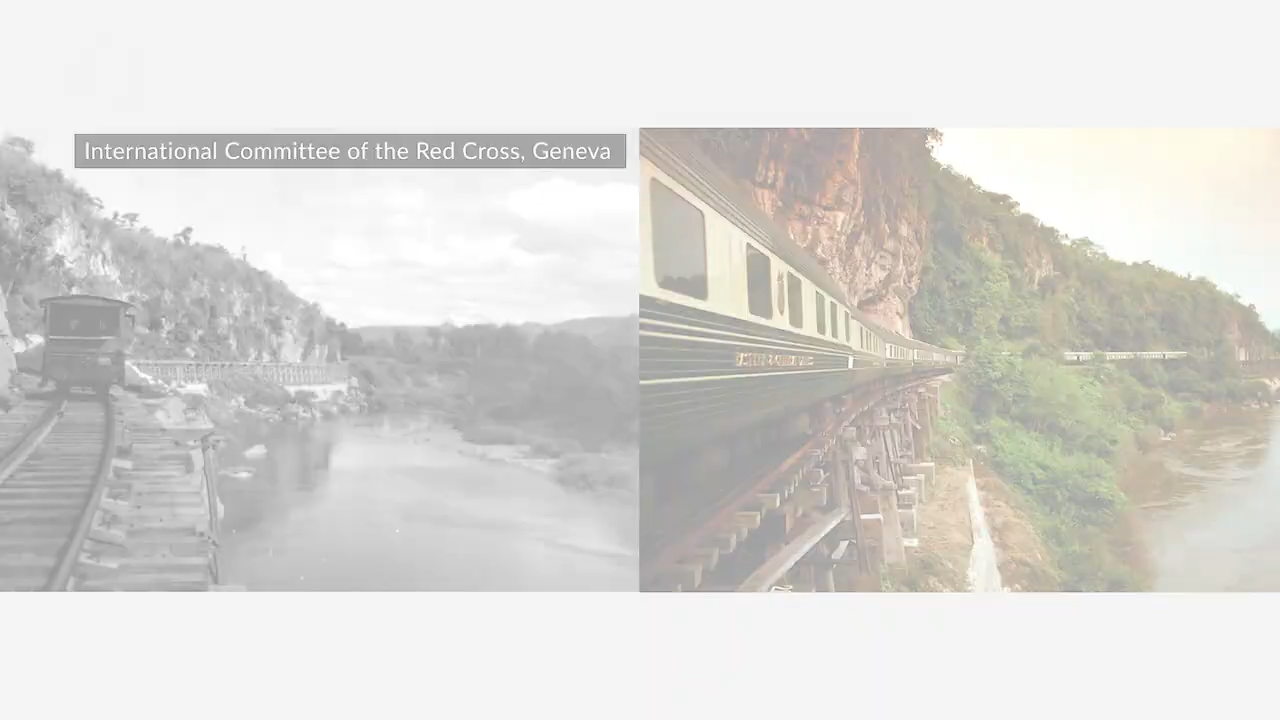 International Committee of the Red Cross, Geneva